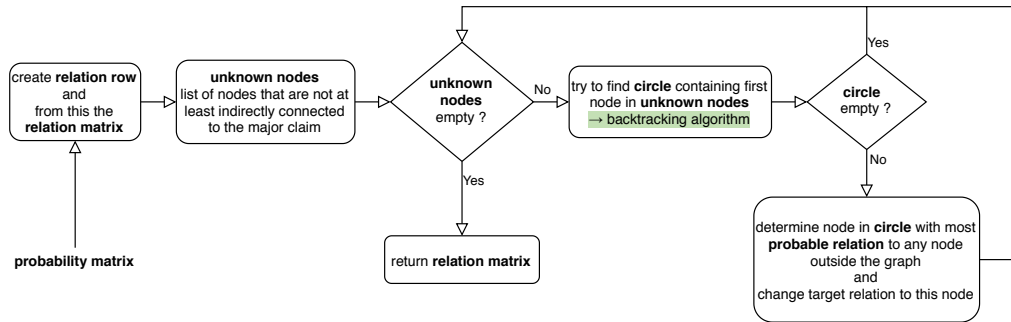 create relation row
and
from this the
relation matrix
unknown nodes
list of nodes that are not at
least indirectly connected
to the major claim
unknown
nodes
empty ?
No
try to find circle containing first
node in unknown nodes
→ backtracking algorithm
circle
empty ?
Yes
No
Yes
determine node in circle with most
probable relation to any node
outside the graph
and
change target relation to this node
return relation matrix
probability matrix